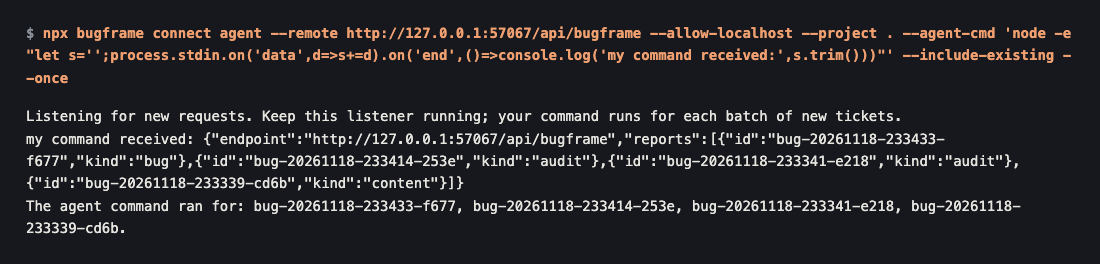 $ npx bugframe connect agent --remote http://127.0.0.1:57067/api/bugframe --allow-localhost --project . --agent-cmd 'node -e
"let s='';process.stdin.on('data',d=>s+=d).on('end',()=>console.log('my command received:',s.trim()))"' --include-existing -
-once
Listening for new requests. Keep this listener running; your command runs for each batch of new tickets.
my command received: {"endpoint":"http://127.0.0.1:57067/api/bugframe","reports":[{"id":"bug-20261118-233433-
f677","kind":"bug"},{"id":"bug-20261118-233414-253e","kind":"audit"},{"id":"bug-20261118-233341-e218","kind":"audit"},
{"id":"bug-20261118-233339-cd6b","kind":"content"}]}
The agent command ran for: bug-20261118-233433-f677, bug-20261118-233414-253e, bug-20261118-233341-e218, bug-20261118-
233339-cd6b.